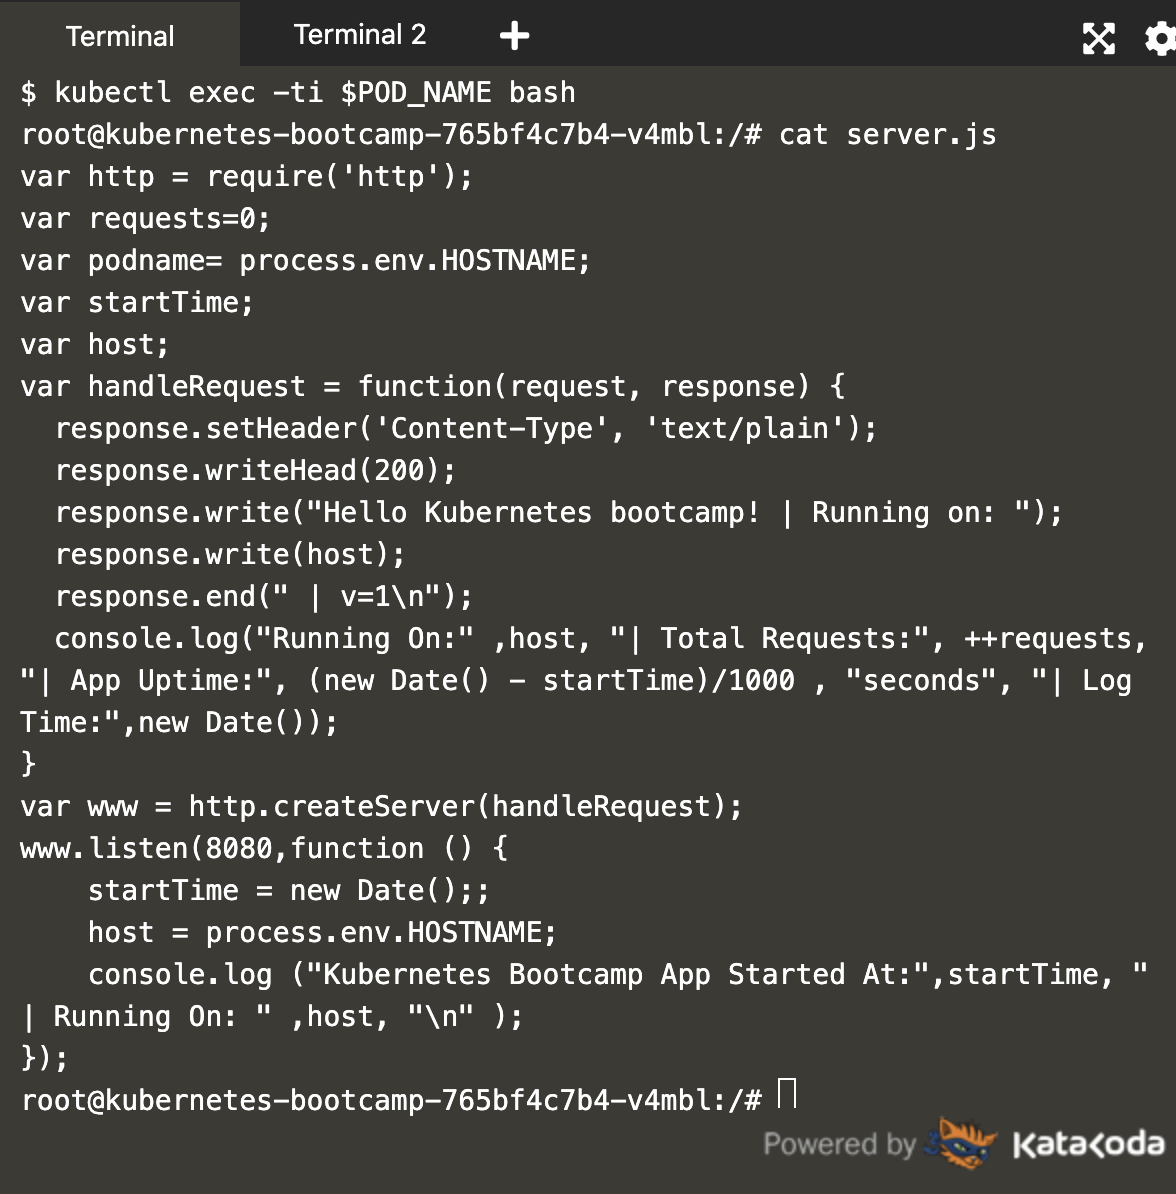 Terminal
Terminal 2
$ kubectl exec -ti $POD_NAME bash
root@kubernetes-bootcamp-765bf4c7b4-v4mbl:/# cat server.js
var http = require('http');
var requests=0;
var podname= process.env.HOSTNAME;
var startTime;
var host;
var handleRequest = function(request, response) {
  response.setHeader('Content-Type', 'text/plain');
  response.writeHead(200);
  response.write("Hello Kubernetes bootcamp! | Running on: ");
  response.write(host);
  response.end(" | v=1\n");
  console.log("Running On:" ,host, "| Total Requests:", ++requests,
"| App Uptime:", (new Date() - startTime)/1000 , "seconds", "| Log
Time:",new Date());
}
var www = http.createServer(handleRequest);
www.listen(8080,function () {
    startTime = new Date();;
    host = process.env.HOSTNAME;
    console.log ("Kubernetes Bootcamp App Started At:",startTime, "
| Running On: " ,host, "\n" );
});
root@kubernetes-bootcamp-765bf4c7b4-v4mbl:/#
Powered by Katacoda